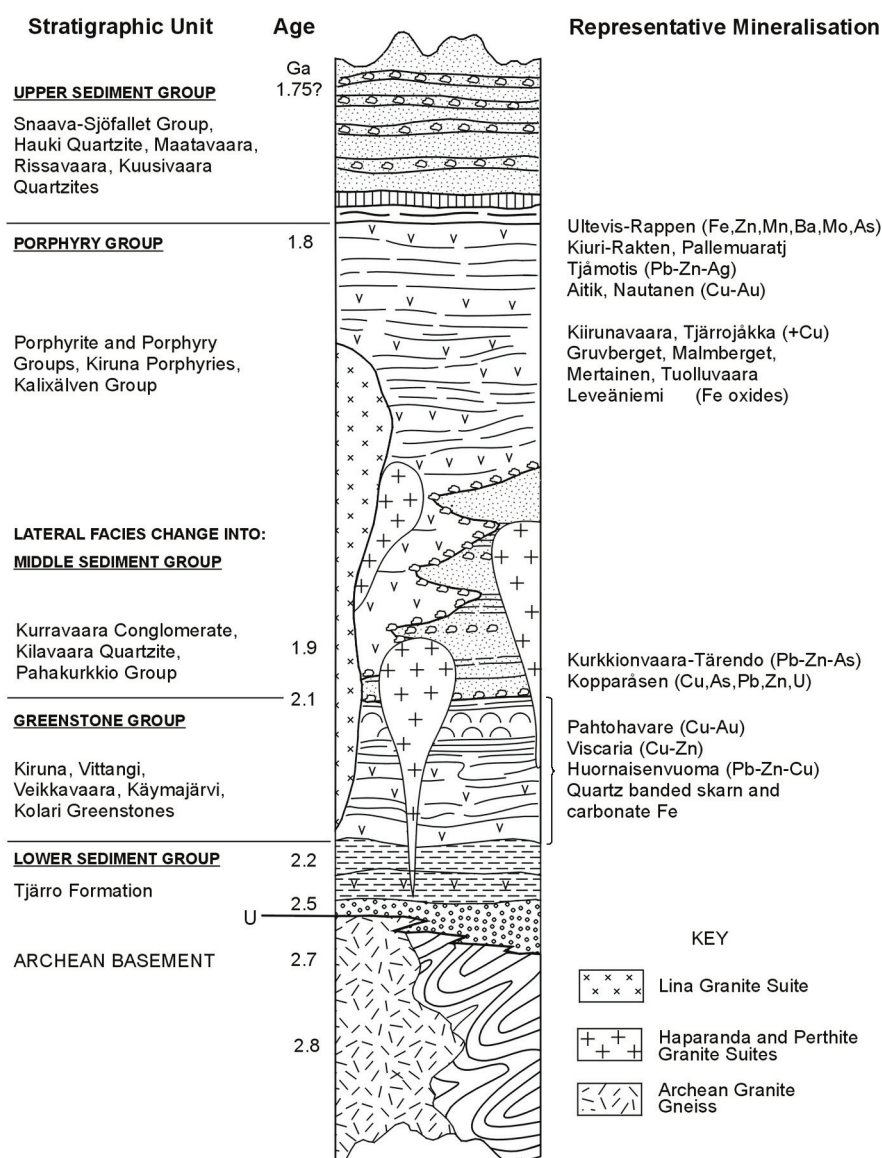 Stratigraphic Unit
Age
Representative Mineralisation
Ga
UPPER SEDIMENT GROUP
1.75?
Snaava-Sjöfallet Group,
Hauki Quartzite, Maatavaara,
Rissavaara, Kuusivaara
Quartzites
PORPHYRY GROUP
1.8
Ultevis-Rappen (Fe,Zn,Mn,Ba,Mo,As)
Kiuri-Rakten, Pallemuaratj
Tjåmotis (Pb-Zn-Ag)
Aitik, Nautanen (Cu-Au)
Porphyrite and Porphyry
Groups, Kiruna Porphyries,
Kalixälven Group
Kiirunavaara, Tjärrojåkka (+Cu)
Gruvberget, Malmberget,
Mertainen, Tuolluvaara
Leveäniemi (Fe oxides)
LATERAL FACIES CHANGE INTO:
MIDDLE SEDIMENT GROUP
Kurravaara Conglomerate,
Kilavaara Quartzite,
Pahakurkkio Group
1.9
Kurkkionvaara-Tärendo (Pb-Zn-As)
Kopparåsen (Cu,As,Pb,Zn,U)
2.1
GREENSTONE GROUP
Kiruna, Vittangi,
Veikkavaara, Käymajärvi,
Kolari Greenstones
Pahtohavare (Cu-Au)
Viscaria (Cu-Zn)
Huornaisenvuoma (Pb-Zn-Cu)
Quartz banded skarn and
carbonate Fe
LOWER SEDIMENT GROUP
2.2
Tjärro Formation
2.5
U
ARCHEAN BASEMENT
2.7
2.8
KEY
Lina Granite Suite
Haparanda and Perthite
Granite Suites
Archean Granite
Gneiss